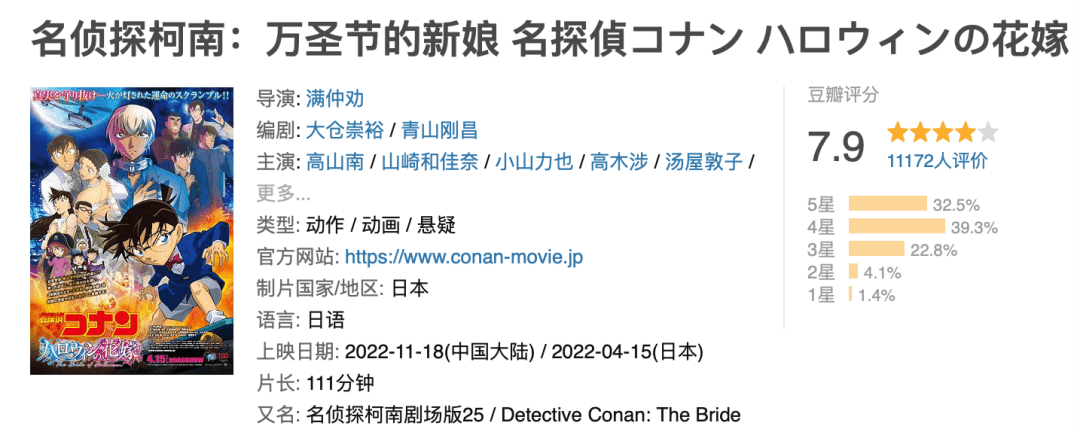 名侦探柯南：万圣节的新娘 名探偵コナン ハロウィンの花嫁
真実を守り抜け—火が灯された運命のスクランブル!!
名探偵コナン
ハロウィンの花嫁
The Bride of Halloween
4.15 ROADSHOW
导演: 满仲劝
编剧: 大仓崇裕 / 青山刚昌
主演: 高山南 / 山崎和佳奈 / 小山力也 / 高木涉 / 汤屋敦子 /
更多...
类型: 动作 / 动画 / 悬疑
官方网站: https://www.conan-movie.jp
制片国家/地区: 日本
语言: 日语
上映日期: 2022-11-18(中国大陆) / 2022-04-15(日本)
片长: 111分钟
又名: 名侦探柯南剧场版25 / Detective Conan: The Bride
豆瓣评分
7.9
11172人评价
5星 32.5%
4星 39.3%
3星 22.8%
2星 4.1%
1星 1.4%